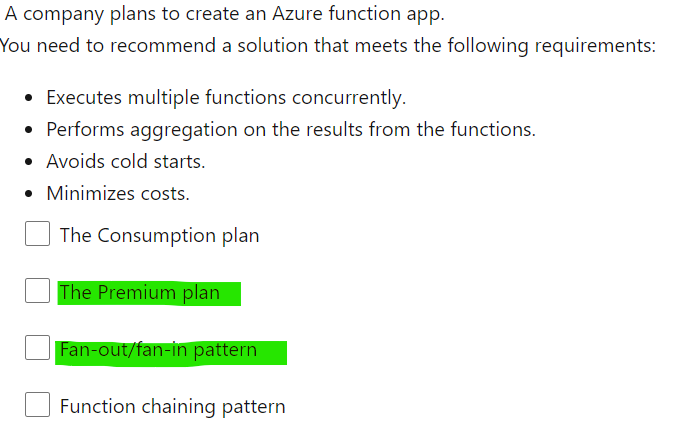 A company plans to create an Azure function app.
You need to recommend a solution that meets the following requirements:
• Executes multiple functions concurrently.
• Performs aggregation on the results from the functions.
• Avoids cold starts.
• Minimizes costs.
The Consumption plan
The Premium plan
Fan-out/fan-in pattern
Function chaining pattern